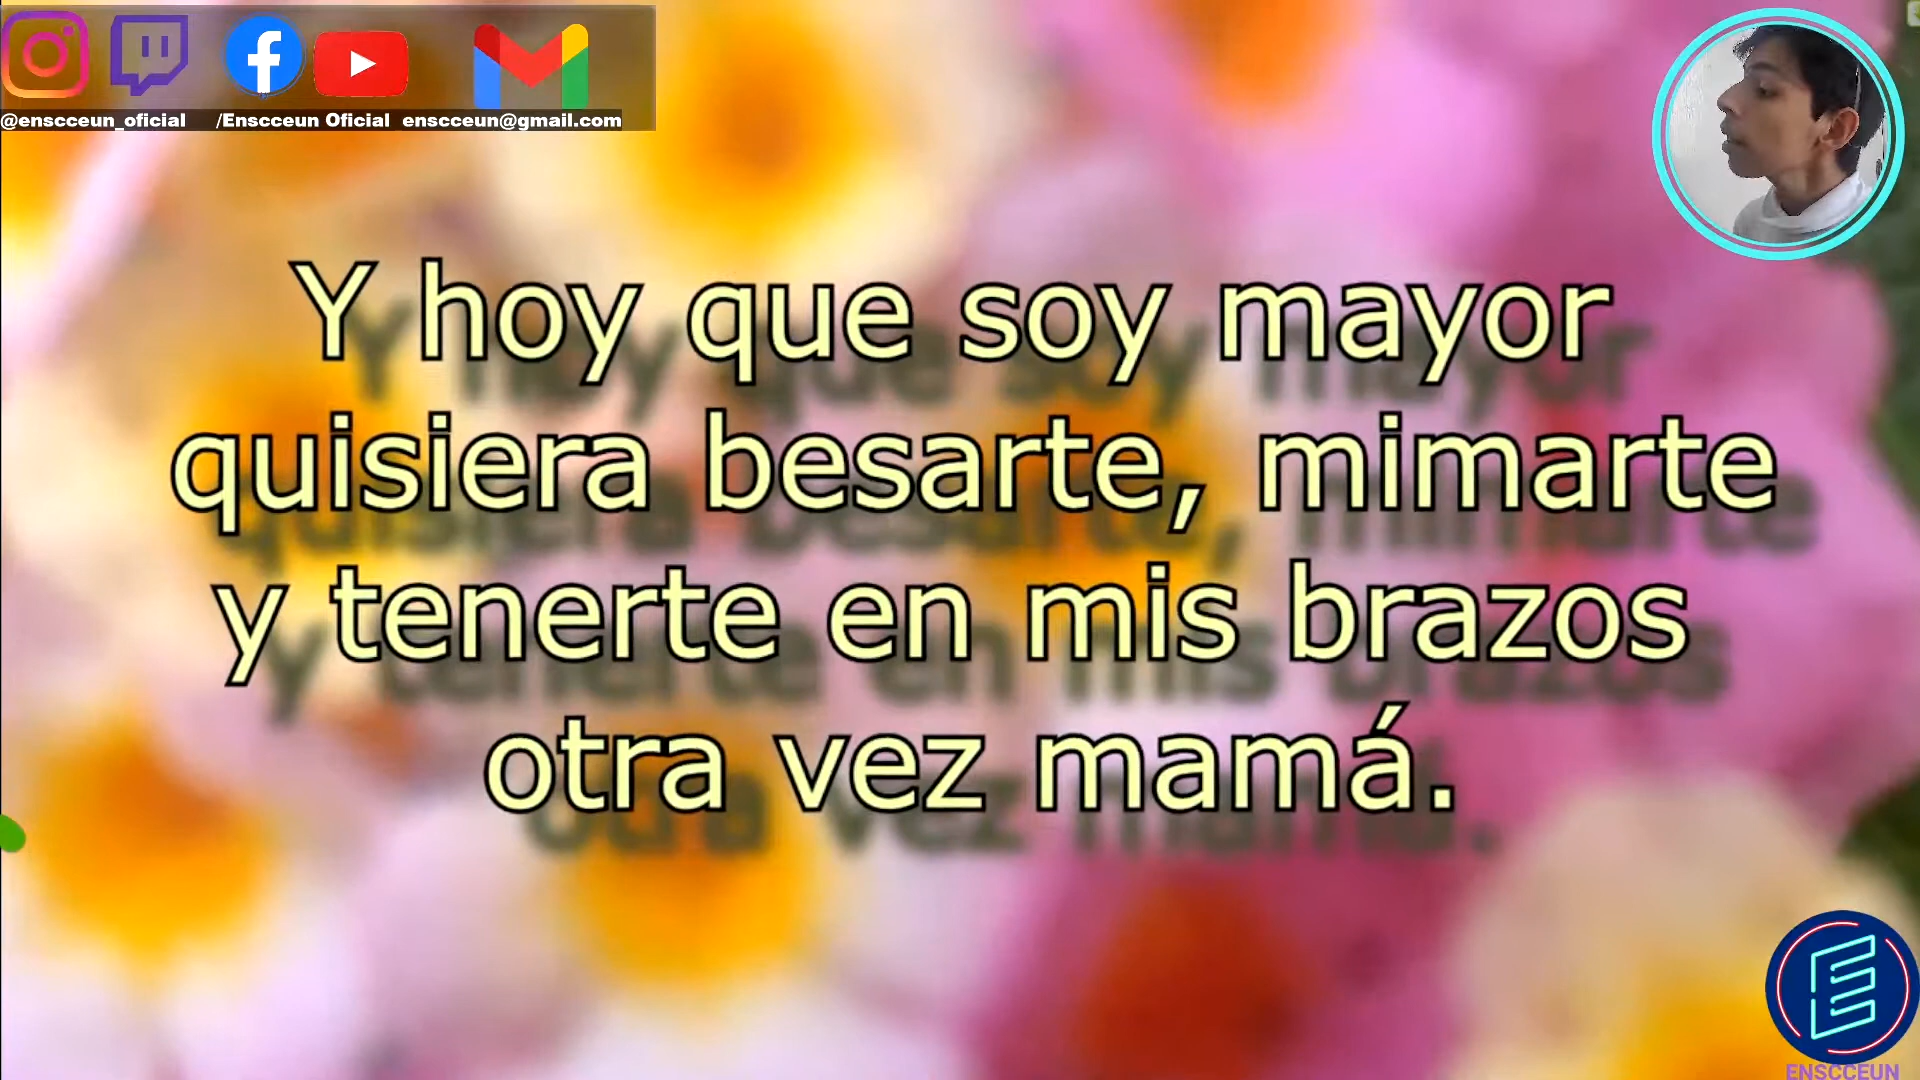 @enscceun_oficial /Enscceun Oficial enscceun@gmail.com
Y hoy que soy mayor
quisiera besarte, mimarte
y tenerte en mis brazos
otra vez mamá.
ENSCCEUN